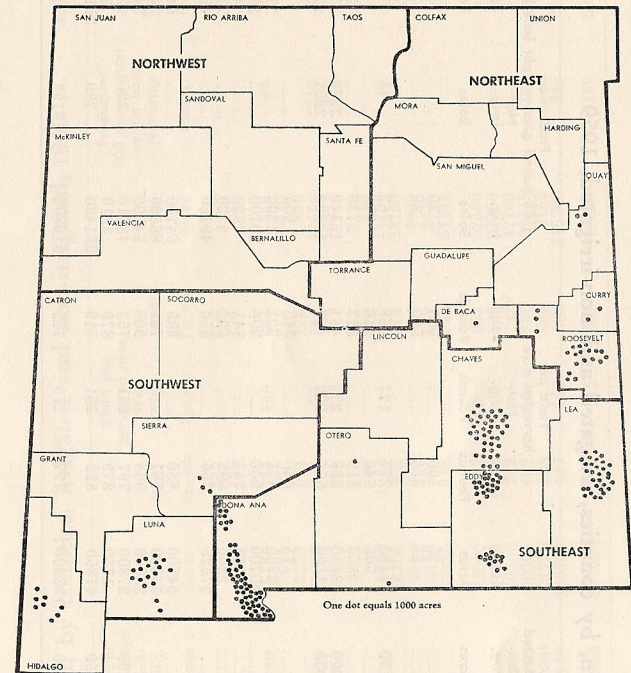 SAN JUAN
RIO ARRIBA
TAOS
COLFAX
UNION
NORTHWEST
NORTHEAST
SANDOVAL
MORA
HARDING
McKINLEY
SANTA FE
SAN MIGUEL
QUAY
VALENCIA
BERNALILLO
GUADALUPE
TORRANCE
CATRON
SOCORRO
DE BACA
CURRY
LINCOLN
ROOSEVELT
CHAVES
SOUTHWEST
LEA
SIERRA
OTERO
GRANT
EDDY
DONA ANA
LUNA
SOUTHEAST
One dot equals 1000 acres
HIDALGO